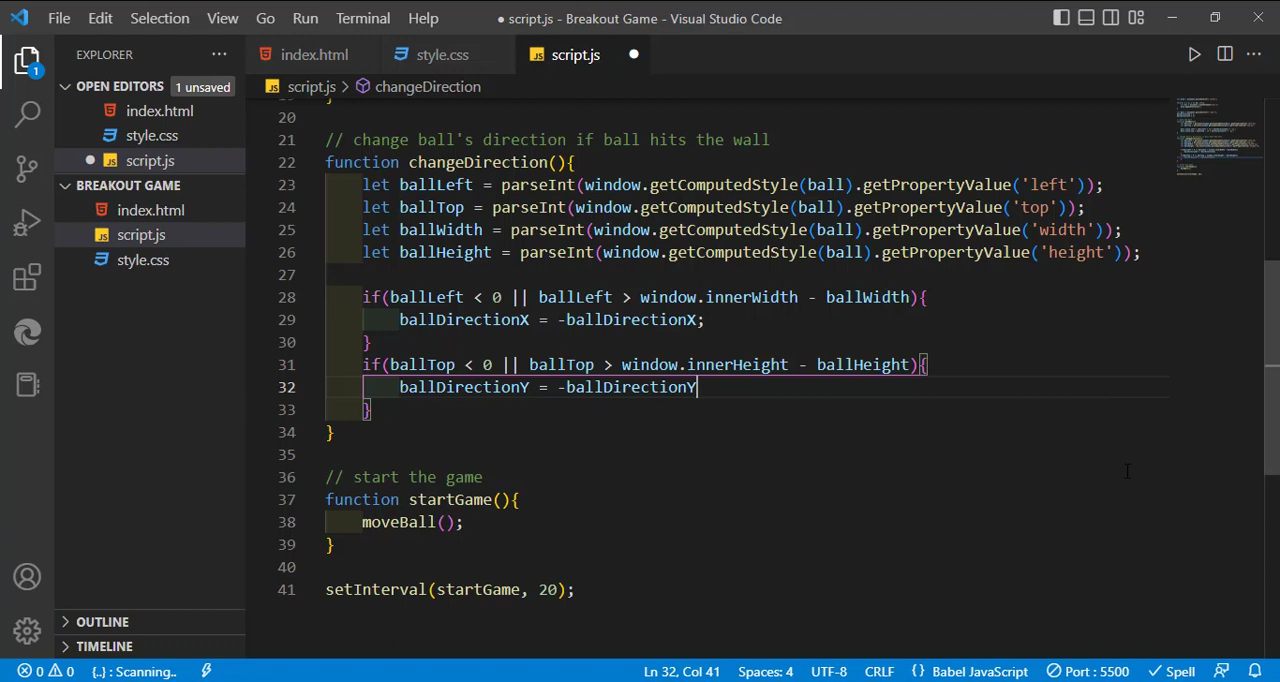 File Edit Selection View Go Run Terminal Help ● script.js - Breakout Game - Visual Studio Code
EXPLORER ···
index.html style.css script.js ●
OPEN EDITORS 1 unsaved
script.js > changeDirection
1
index.html
style.css
● script.js
BREAKOUT GAME
index.html
script.js
style.css
20
21 // change ball's direction if ball hits the wall
22 function changeDirection(){
23 let ballLeft = parseInt(window.getComputedStyle(ball).getPropertyValue('left'));
24 let ballTop = parseInt(window.getComputedStyle(ball).getPropertyValue('top'));
25 let ballWidth = parseInt(window.getComputedStyle(ball).getPropertyValue('width'));
26 let ballHeight = parseInt(window.getComputedStyle(ball).getPropertyValue('height'));
27
28 if(ballLeft < 0 || ballLeft > window.innerWidth - ballWidth){
29 ballDirectionX = -ballDirectionX;
30 }
31 if(ballTop < 0 || ballTop > window.innerHeight - ballHeight){
32 ballDirectionY = -ballDirectionY
33 }
34 }
35
36 // start the game
37 function startGame(){
38 moveBall();
39 }
40
41 setInterval(startGame, 20);
OUTLINE
TIMELINE
0 0 {..} : Scanning.. Ln 32, Col 41 Spaces: 4 UTF-8 CRLF {} Babel JavaScript Port : 5500 Spell